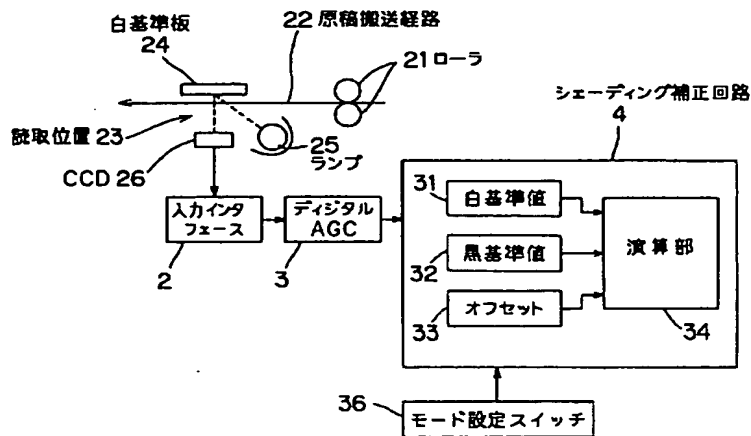 白基準板
24
22 原稿搬送経路
21 ローラ
読取位置 23
25
ランプ
CCD 26
シェーディング補正回路
4
入力インタ
フェース
2
ディジタル
AGC
3
31
白基準値
32
黒基準値
33
オフセット
演算部
34
36
モード設定スイッチ